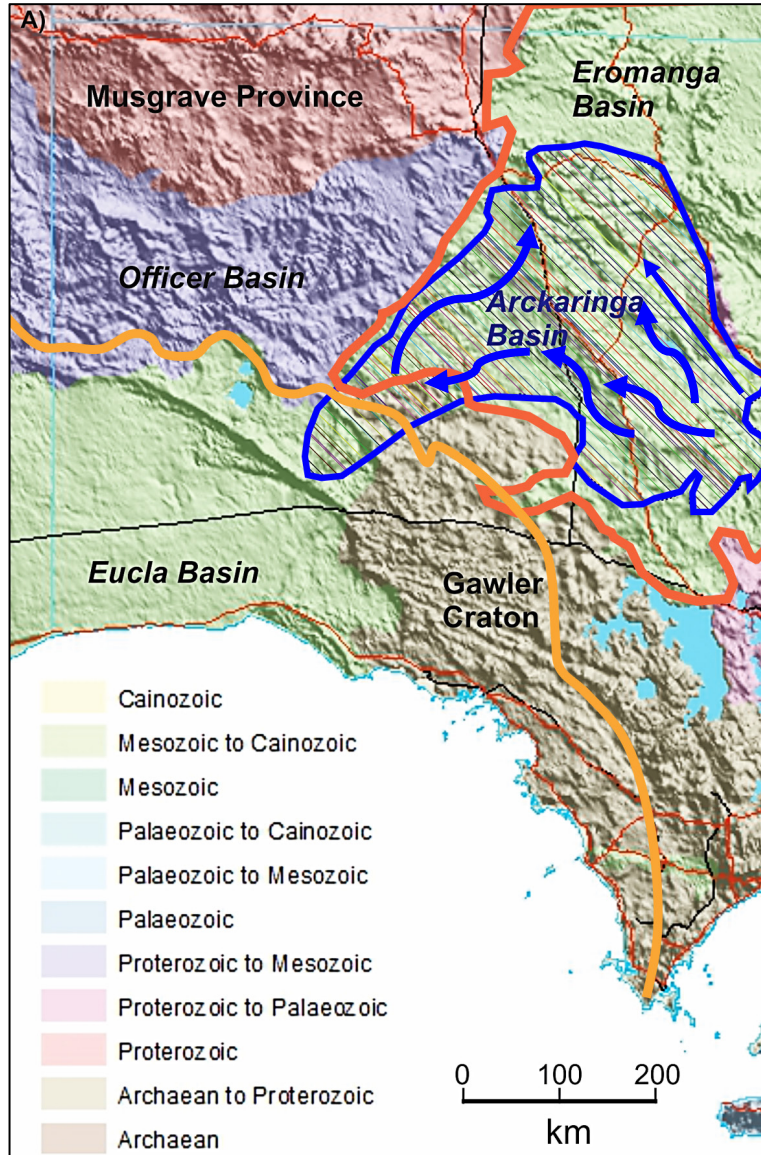 A)
Musgrave Province
Eromanga
Basin
Officer Basin
Arckaringa
Basin
Eucla Basin
Gawler
Craton
Cainozoic
Mesozoic to Cainozoic
Mesozoic
Palaeozoic to Cainozoic
Palaeozoic to Mesozoic
Palaeozoic
Proterozoic to Mesozoic
Proterozoic to Palaeozoic
Proterozoic
Archaean to Proterozoic
Archaean
0 100 200
km